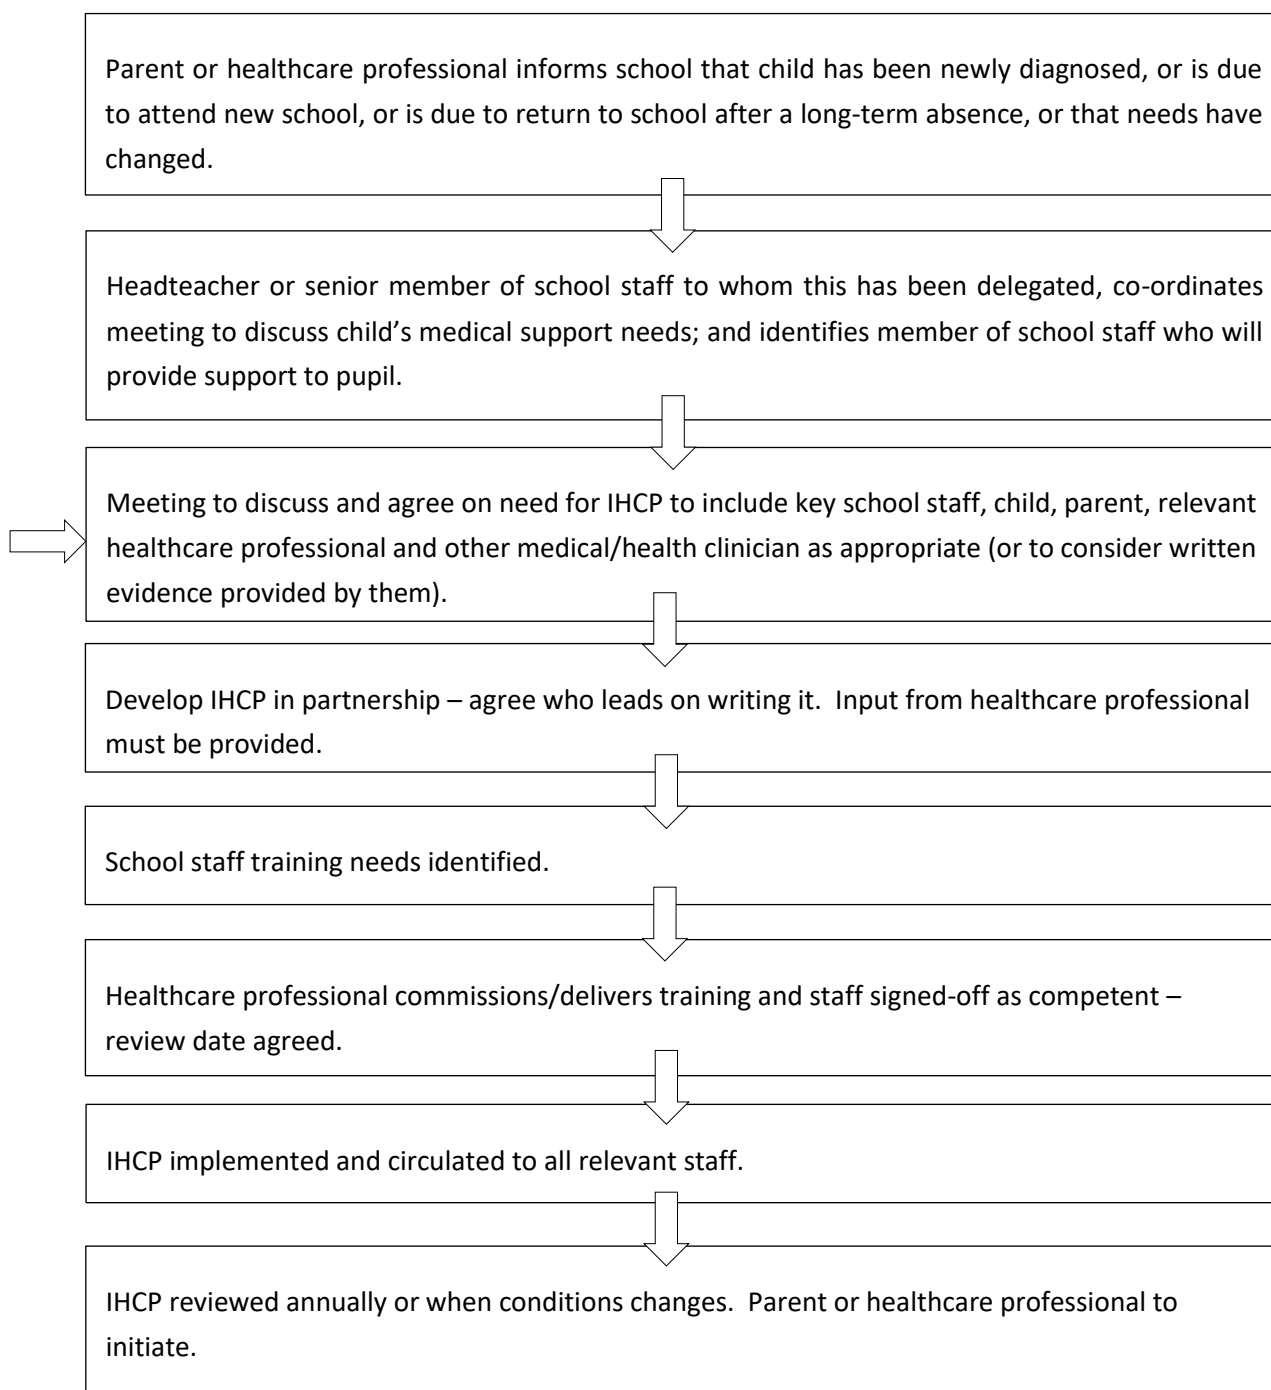 Parent or healthcare professional informs school that child has been newly diagnosed, or is due
to attend new school, or is due to return to school after a long-term absence, or that needs have
changed.
Headteacher or senior member of school staff to whom this has been delegated, co-ordinates
meeting to discuss child’s medical support needs; and identifies member of school staff who will
provide support to pupil.
Meeting to discuss and agree on need for IHCP to include key school staff, child, parent, relevant
healthcare professional and other medical/health clinician as appropriate (or to consider written
evidence provided by them).
Develop IHCP in partnership – agree who leads on writing it.  Input from healthcare professional
must be provided.
School staff training needs identified.
Healthcare professional commissions/delivers training and staff signed-off as competent –
review date agreed.
IHCP implemented and circulated to all relevant staff.
IHCP reviewed annually or when conditions changes.  Parent or healthcare professional to
initiate.